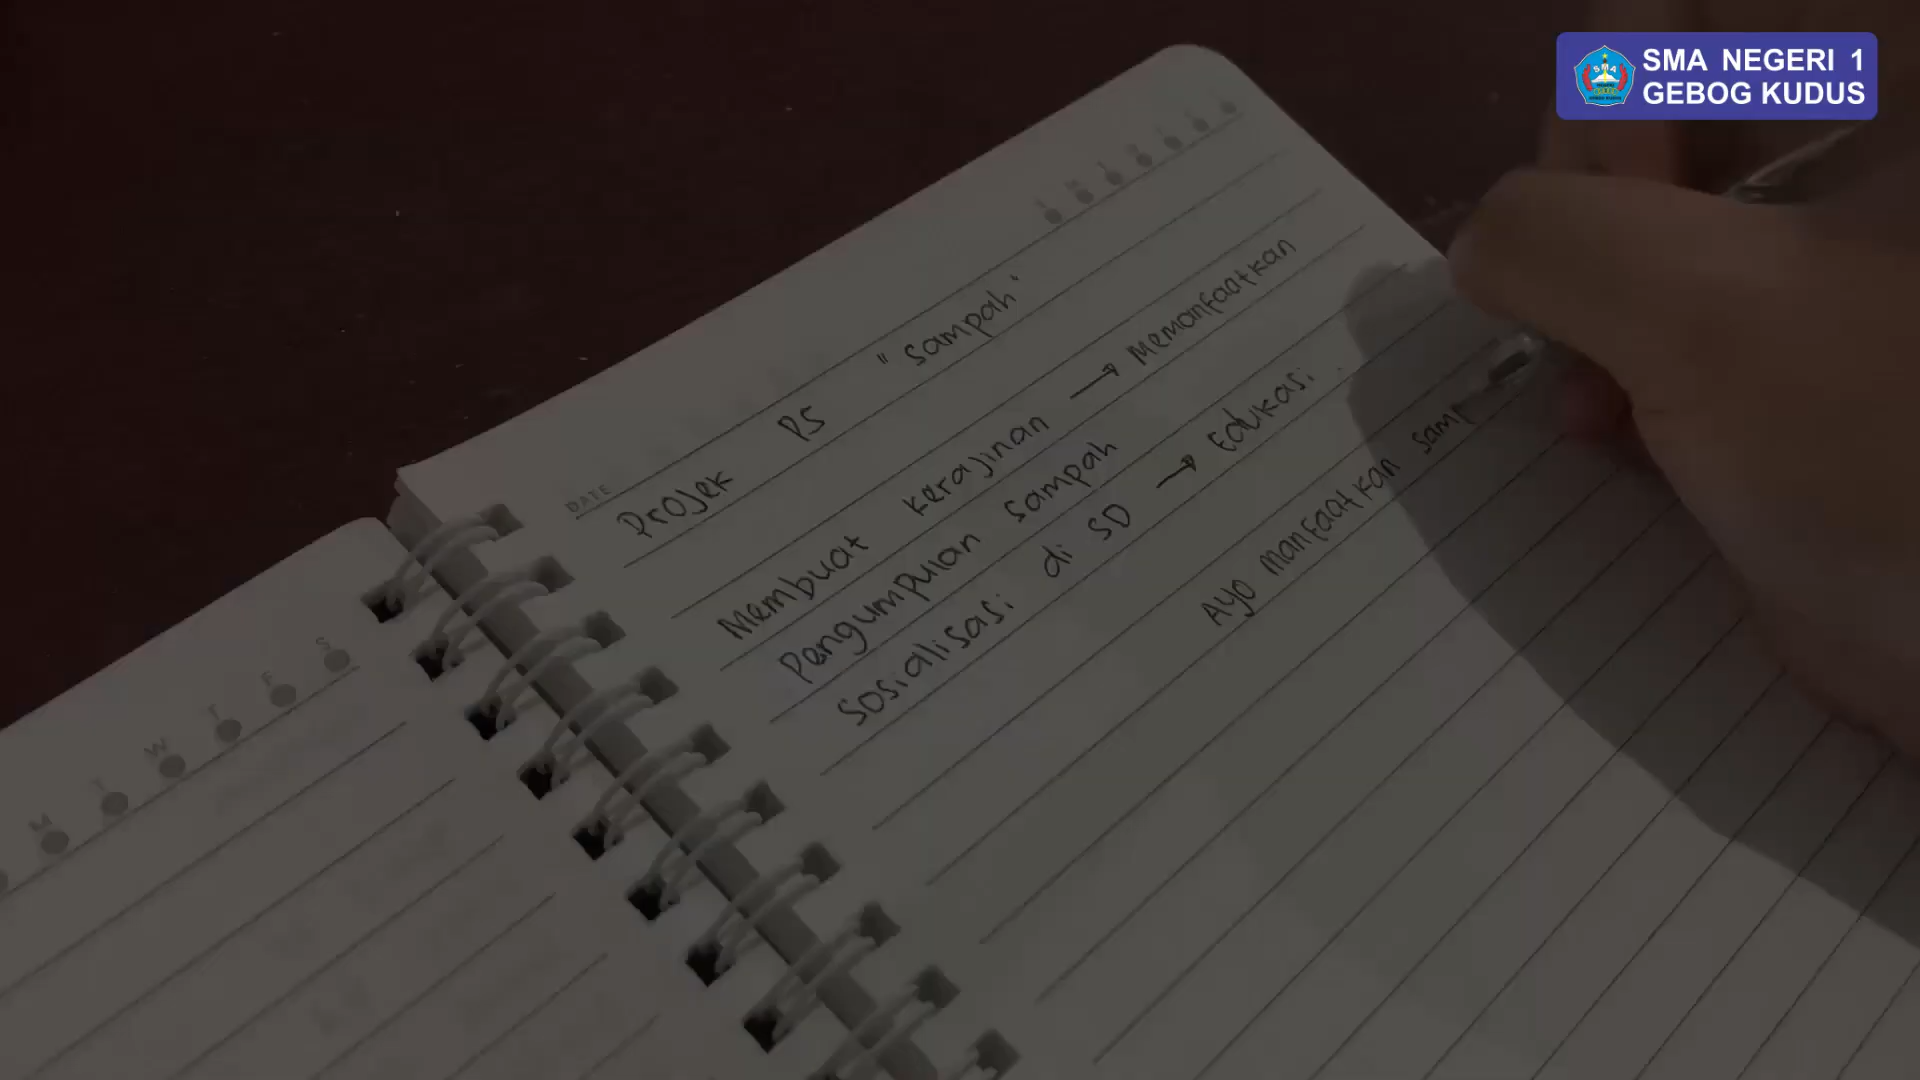 SMA NEGERI 1
GEBOG KUDUS
DATE
Projek P5 "Sampah"
Membuat kerajinan → Memanfaatkan
Pengumpulan sampah
Sosialisasi di SD → Edukasi.
Ayo manfaatkan samp
M T W T F S